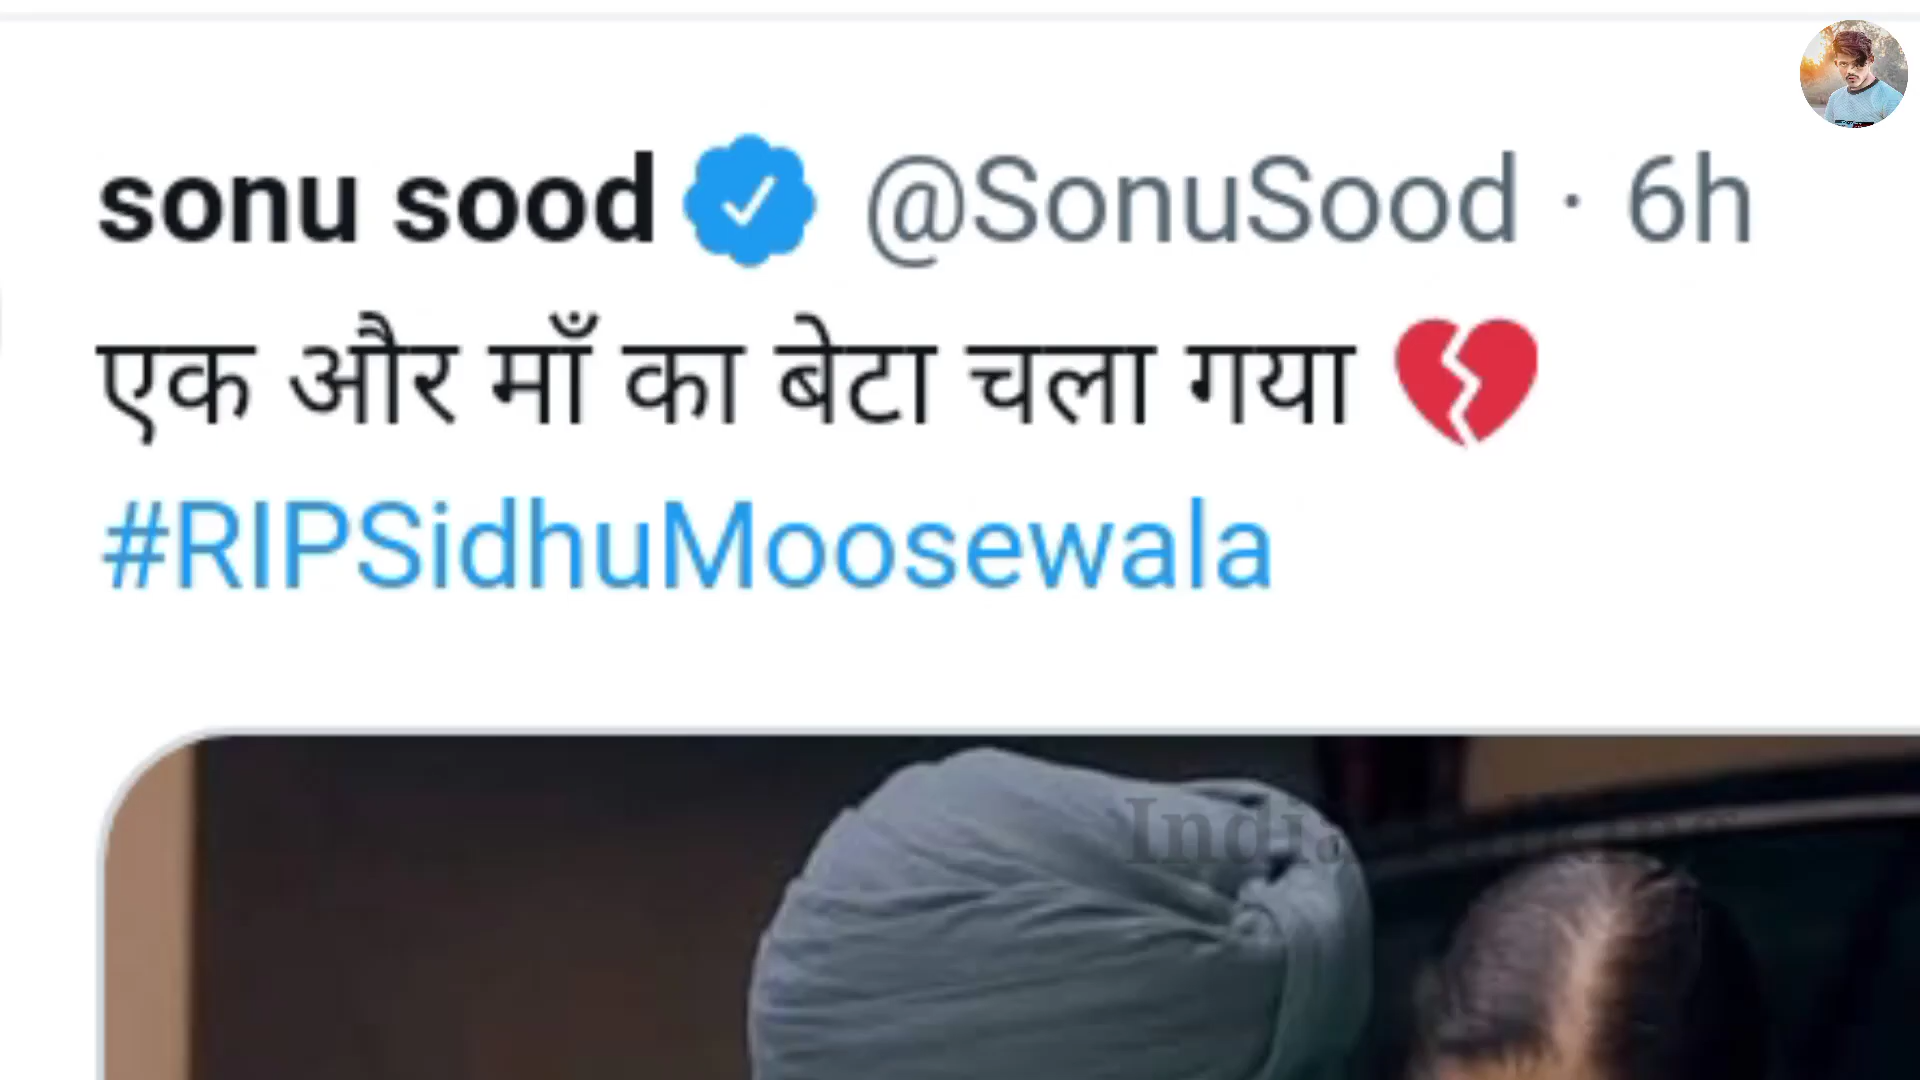 sonu sood @SonuSood · 6h
एक और माँ का बेटा चला गया 💔
#RIPSidhuMoosewala